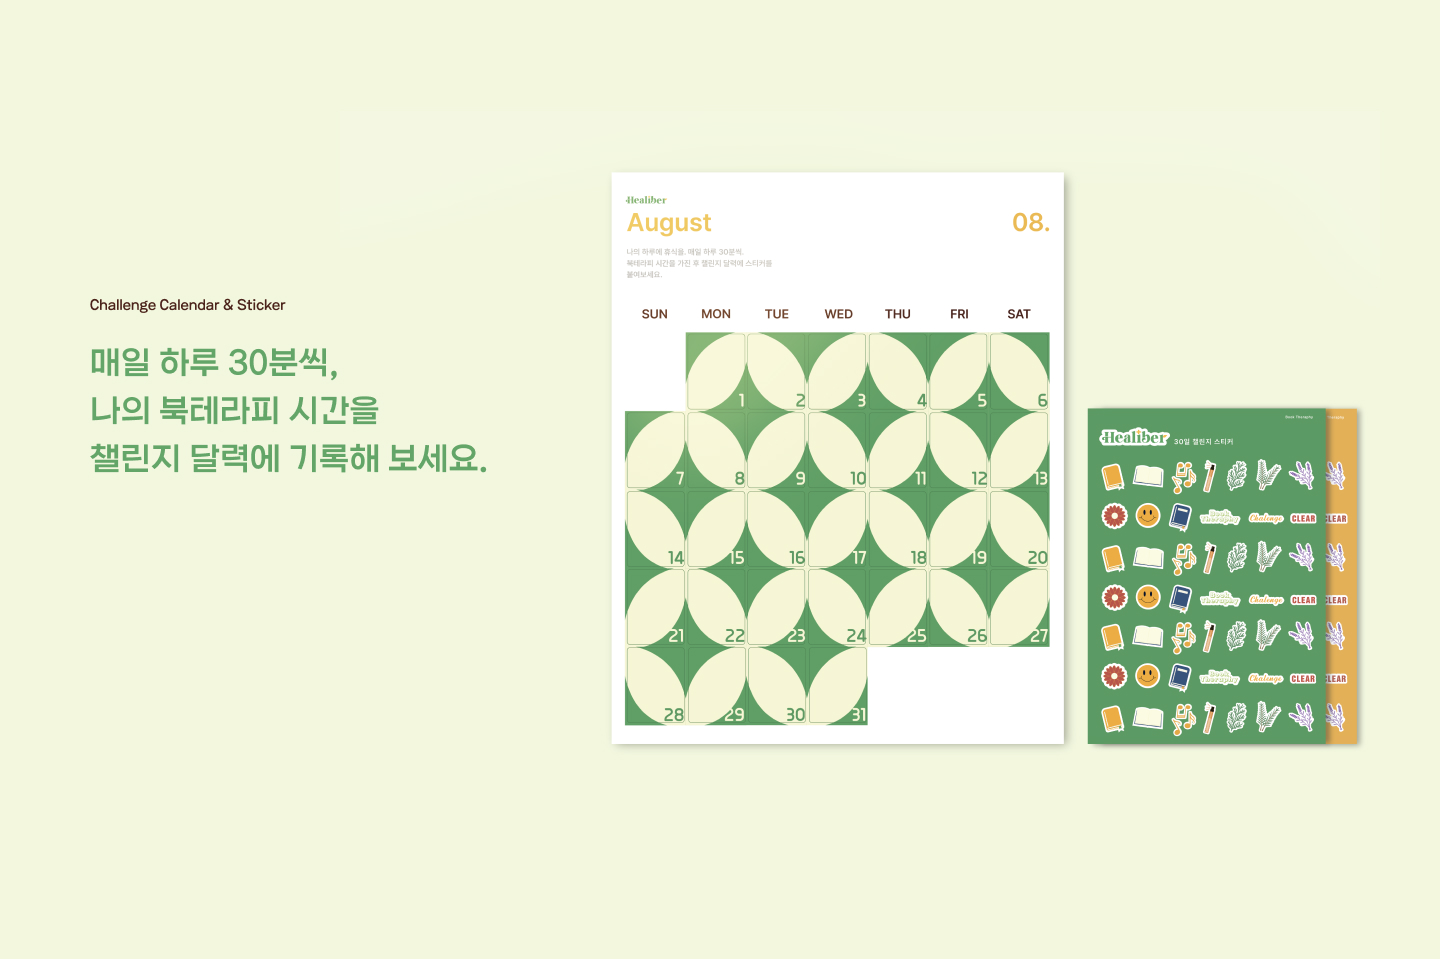 Challenge Calendar & Sticker
매일 하루 30분씩,
나의 북테라피 시간을
챌린지 달력에 기록해 보세요.
Healiber
August 08.
나의 하루에 휴식을. 매일 하루 30분씩.
북테라피 시간을 가진 후 챌린지 달력에 스티커를
붙여보세요.
SUN MON TUE WED THU FRI SAT
1 2 3 4 5 6
7 8 9 10 11 12 13
14 15 16 17 18 19 20
21 22 23 24 25 26 27
28 29 30 31
Book Theraphy
Healiber 30일 챌린지 스티커
Book Theraphy Chalenge CLEAR CLEAR
Book Theraphy Chalenge CLEAR CLEAR
Book Theraphy Chalenge CLEAR CLEAR